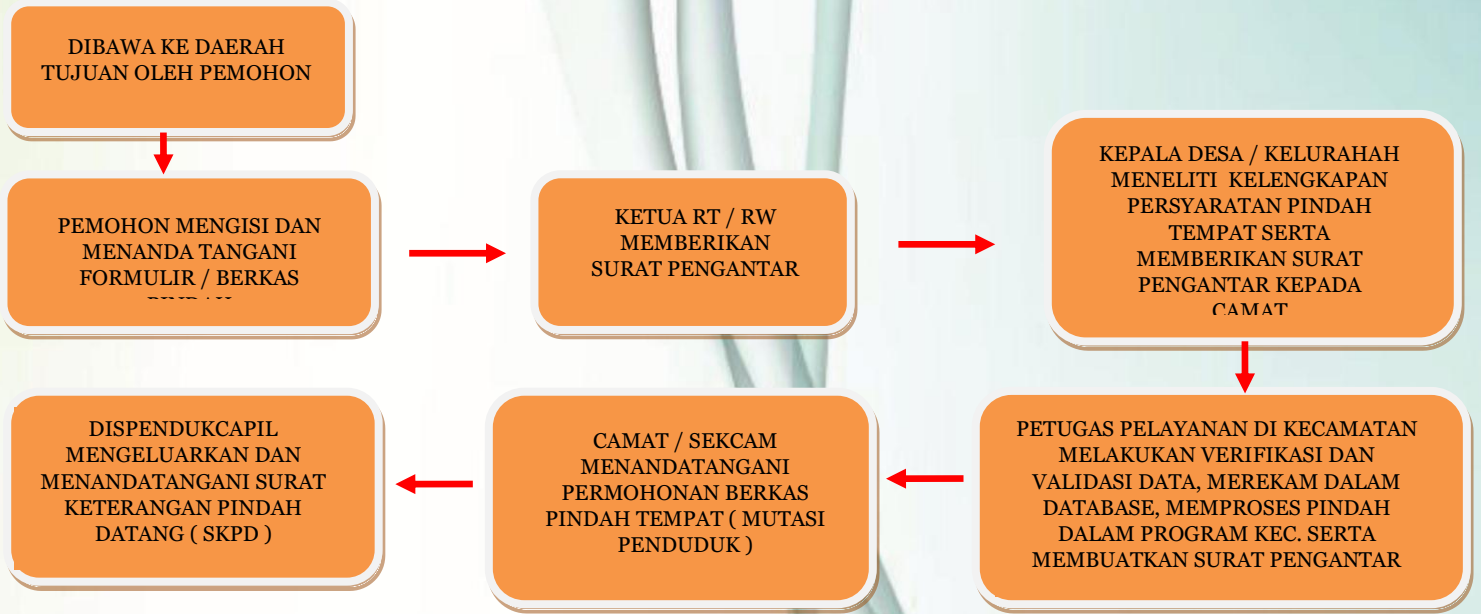 DIBAWA KE DAERAH
TUJUAN OLEH PEMOHON
PEMOHON MENGISI DAN
MENANDA TANGANI
FORMULIR / BERKAS
KETUA RT / RW
MEMBERIKAN
SURAT PENGANTAR
KEPALA DESA / KELURAHAH
MENELITI KELENGKAPAN
PERSYARATAN PINDAH
TEMPAT SERTA
MEMBERIKAN SURAT
PENGANTAR KEPADA
CAMAT
PETUGAS PELAYANAN DI KECAMATAN
MELAKUKAN VERIFIKASI DAN
VALIDASI DATA, MEREKAM DALAM
DATABASE, MEMPROSES PINDAH
DALAM PROGRAM KEC. SERTA
MEMBUATKAN SURAT PENGANTAR
CAMAT / SEKCAM
MENANDATANGANI
PERMOHONAN BERKAS
PINDAH TEMPAT ( MUTASI
PENDUDUK )
DISPENDUKCAPIL
MENGELUARKAN DAN
MENANDATANGANI SURAT
KETERANGAN PINDAH
DATANG ( SKPD )